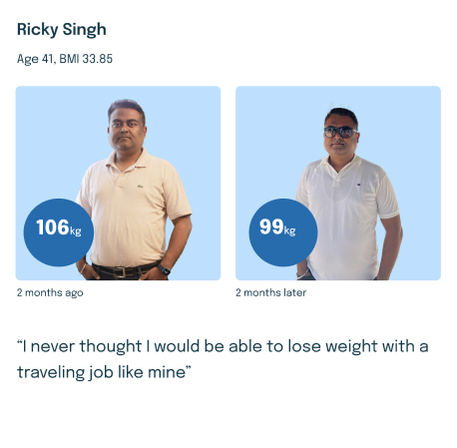 Ricky Singh
Age 41, BMI 33.85
106kg
99kg
2 months ago
2 months later
“I never thought I would be able to lose weight with a
traveling job like mine”